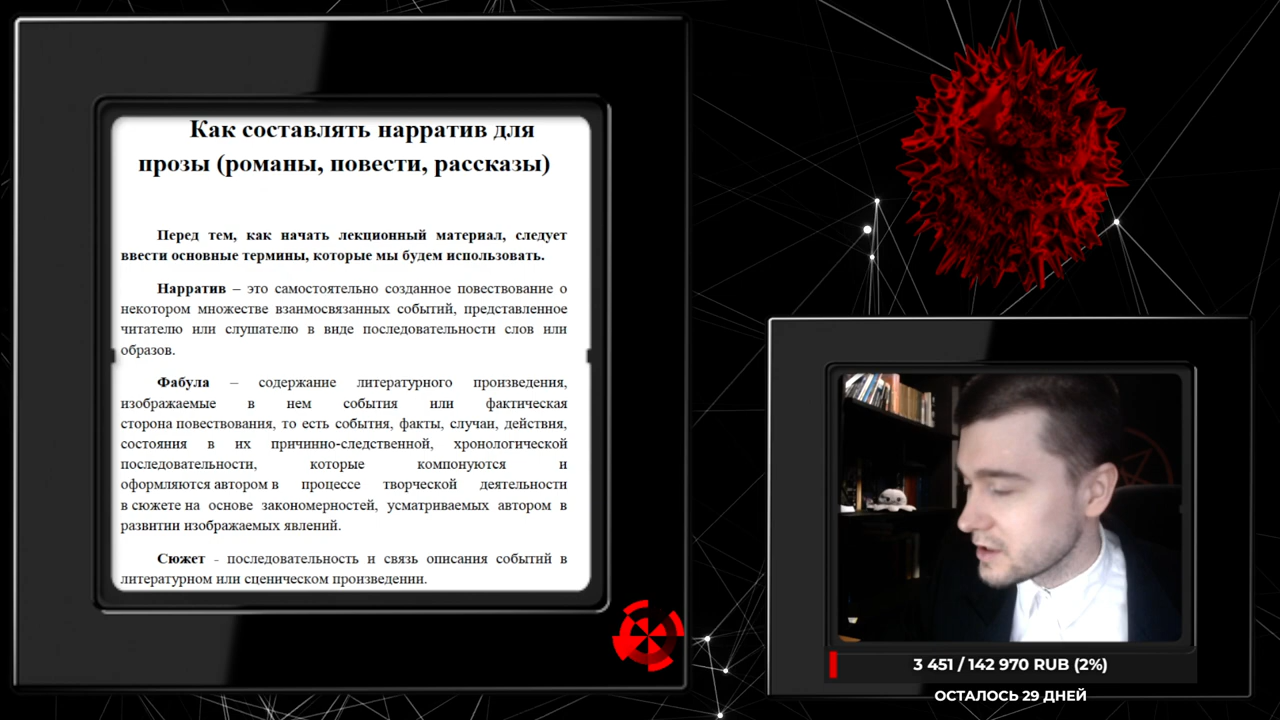 Как составлять нарратив для
прозы (романы, повести, рассказы)
Перед тем, как начать лекционный материал, следует
ввести основные термины, которые мы будем использовать.
Нарратив – это самостоятельно созданное повествование о
некотором множестве взаимосвязанных событий, представленное
читателю или слушателю в виде последовательности слов или
образов.
Фабула – содержание литературного произведения,
изображаемые в нем события или фактическая
сторона повествования, то есть события, факты, случаи, действия,
состояния в их причинно-следственной, хронологической
последовательности, которые компонуются и
оформляются автором в процессе творческой деятельности
в сюжете на основе закономерностей, усматриваемых автором в
развитии изображаемых явлений.
Сюжет - последовательность и связь описания событий в
литературном или сценическом произведении.
3 451 / 142 970 RUB (2%)
ОСТАЛОСЬ 29 ДНЕЙ